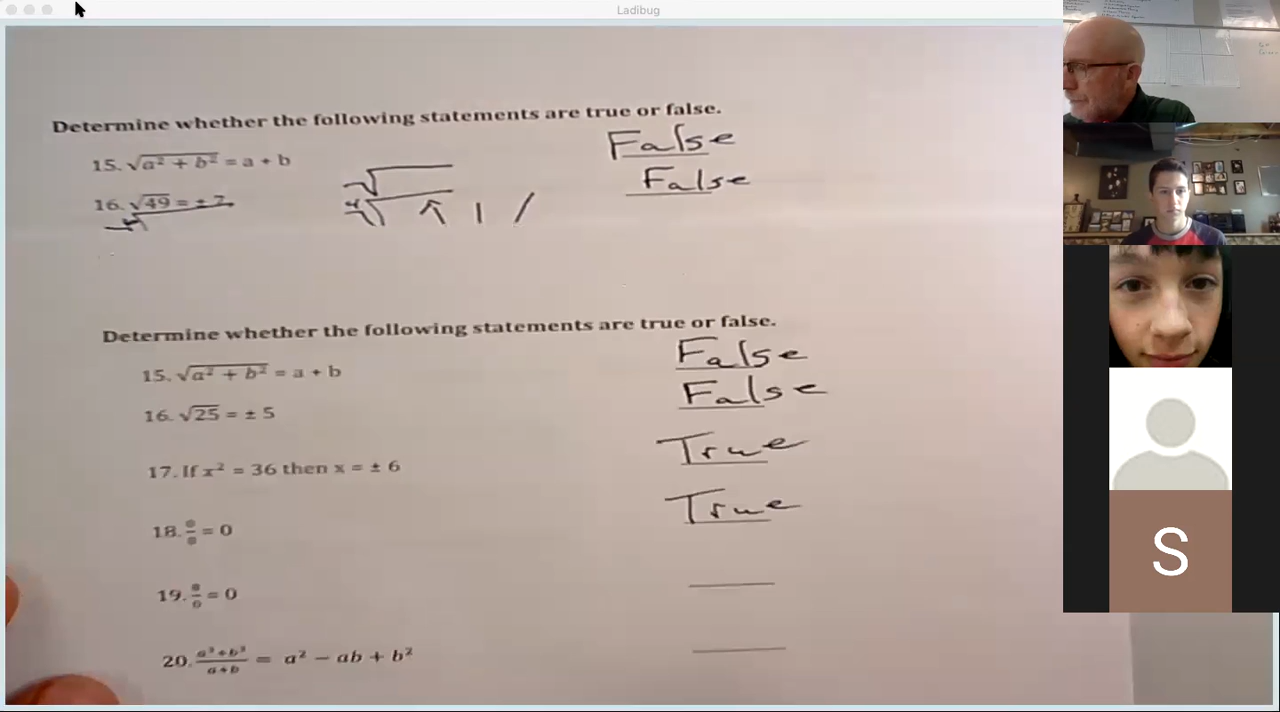 Ladibug
Determine whether the following statements are true or false.
15. √(a² + b²) = a + b False
16. √49 = ± 7 False
√
∜ ^ | /
Determine whether the following statements are true or false.
15. √(a² + b²) = a + b False
16. √25 = ± 5 False
17. If x² = 36 then x = ± 6 True
= 0 True
18.
19.
= 0
20. (a³+b³)/(a+b) = a² − ab + b²
S